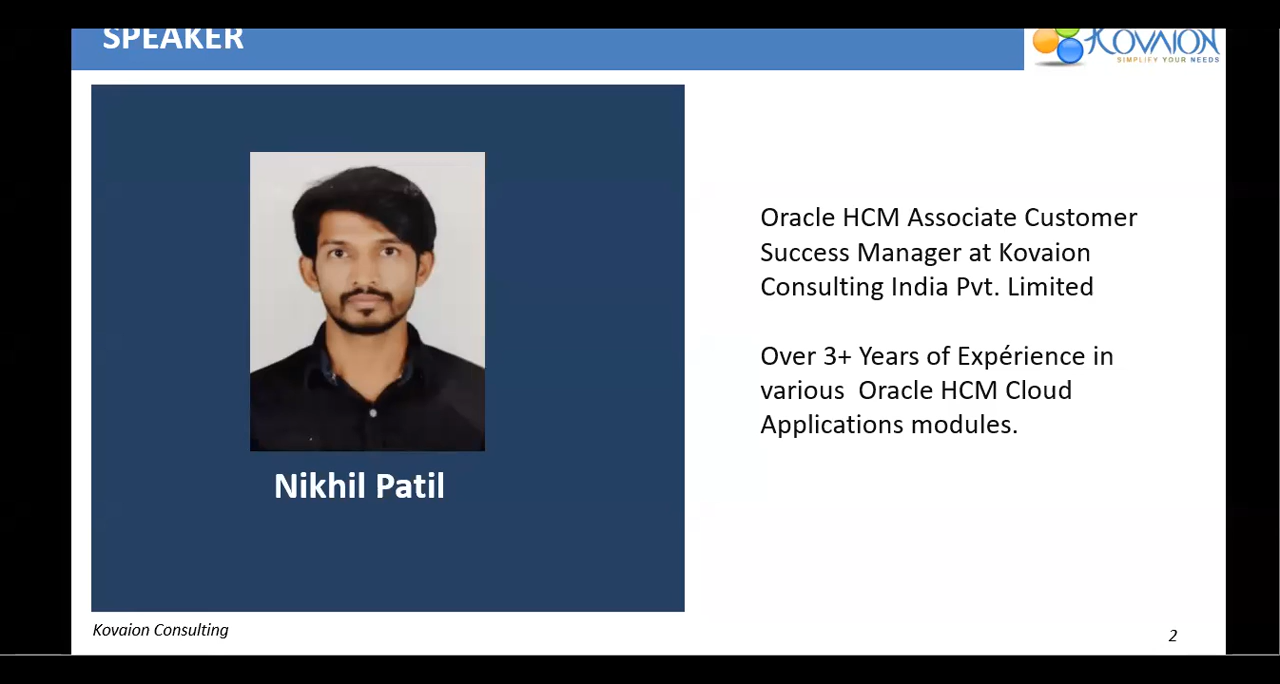 SPEAKER
KOVAION
SIMPLIFY YOUR NEEDS
Oracle HCM Associate Customer
Success Manager at Kovaion
Consulting India Pvt. Limited
Over 3+ Years of Expérience in
various  Oracle HCM Cloud
Applications modules.
Nikhil Patil
Kovaion Consulting
2